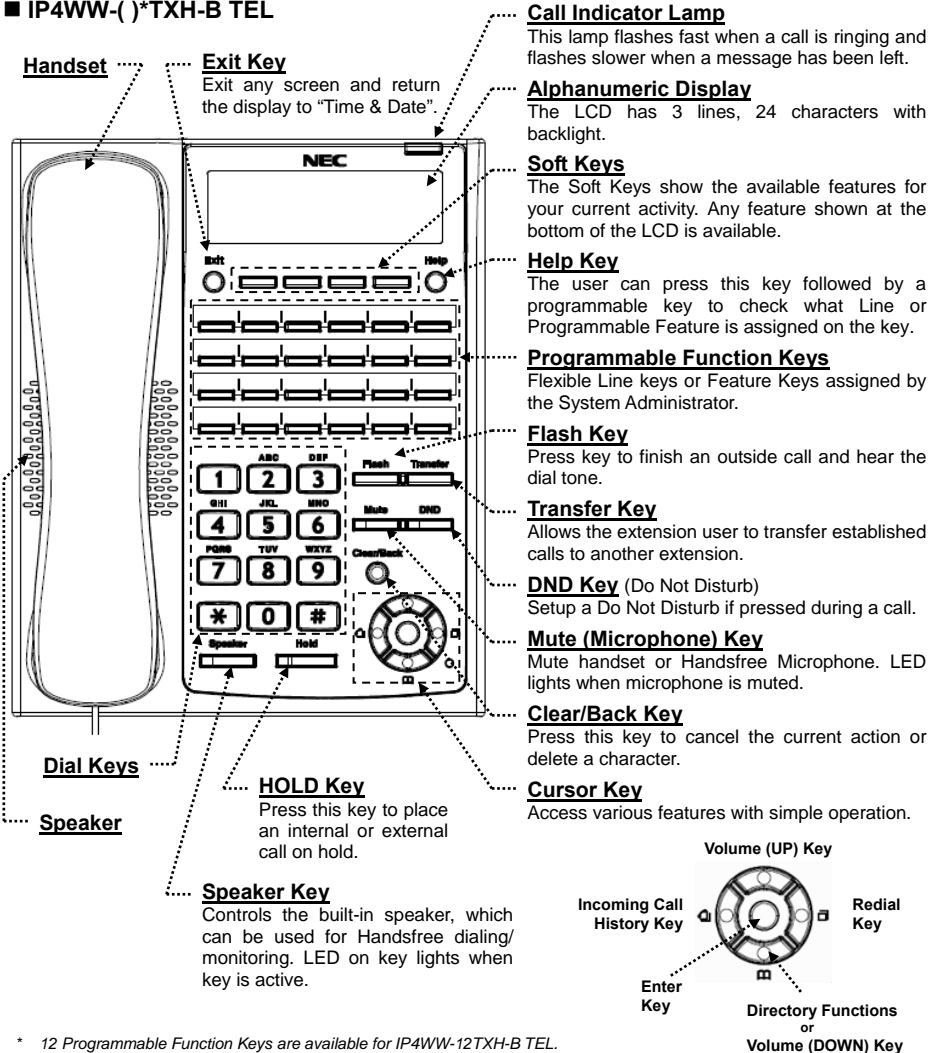 ■ IP4WW-( )*TXH-B TEL
Handset
Exit Key
Exit any screen and return
the display to “Time & Date”.
Call Indicator Lamp
This lamp flashes fast when a call is ringing and
flashes slower when a message has been left.
Alphanumeric Display
The LCD has 3 lines, 24 characters with
backlight.
Soft Keys
The Soft Keys show the available features for
your current activity. Any feature shown at the
bottom of the LCD is available.
Help Key
The user can press this key followed by a
programmable key to check what Line or
Programmable Feature is assigned on the key.
Programmable Function Keys
Flexible Line keys or Feature Keys assigned by
the System Administrator.
Flash Key
Press key to finish an outside call and hear the
dial tone.
Transfer Key
Allows the extension user to transfer established
calls to another extension.
DND Key (Do Not Disturb)
Setup a Do Not Disturb if pressed during a call.
Mute (Microphone) Key
Mute handset or Handsfree Microphone. LED
lights when microphone is muted.
Clear/Back Key
Press this key to cancel the current action or
delete a character.
Cursor Key
Access various features with simple operation.
NEC
Exit
Help
ABC DEF
1 2 3
Flash Transfer
GHI JKL MNO
4 5 6
Mute DND
PQRS TUV WXYZ
7 8 9
Clear/Back
* 0 #
Speaker Hold
Dial Keys
Speaker
HOLD Key
Press this key to place
an internal or external
call on hold.
Speaker Key
Controls the built-in speaker, which
can be used for Handsfree dialing/
monitoring. LED on key lights when
key is active.
Volume (UP) Key
Incoming Call
History Key
Redial
Key
Enter
Key
Directory Functions
or
Volume (DOWN) Key
* 12 Programmable Function Keys are available for IP4WW-12TXH-B TEL.